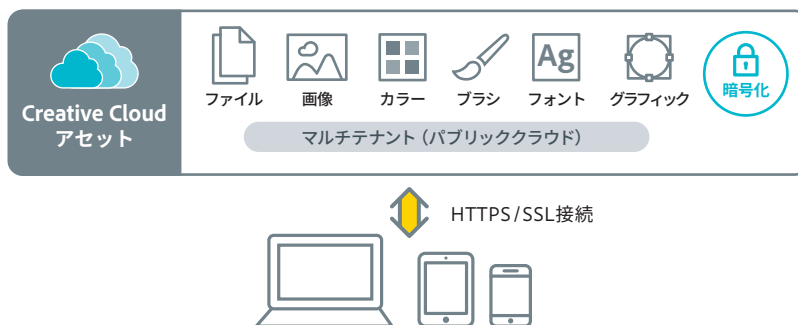 Creative Cloud
アセット
ファイル
画像
カラー
ブラシ
Ag
フォント
グラフィック
暗号化
マルチテナント（パブリッククラウド）
HTTPS/SSL接続